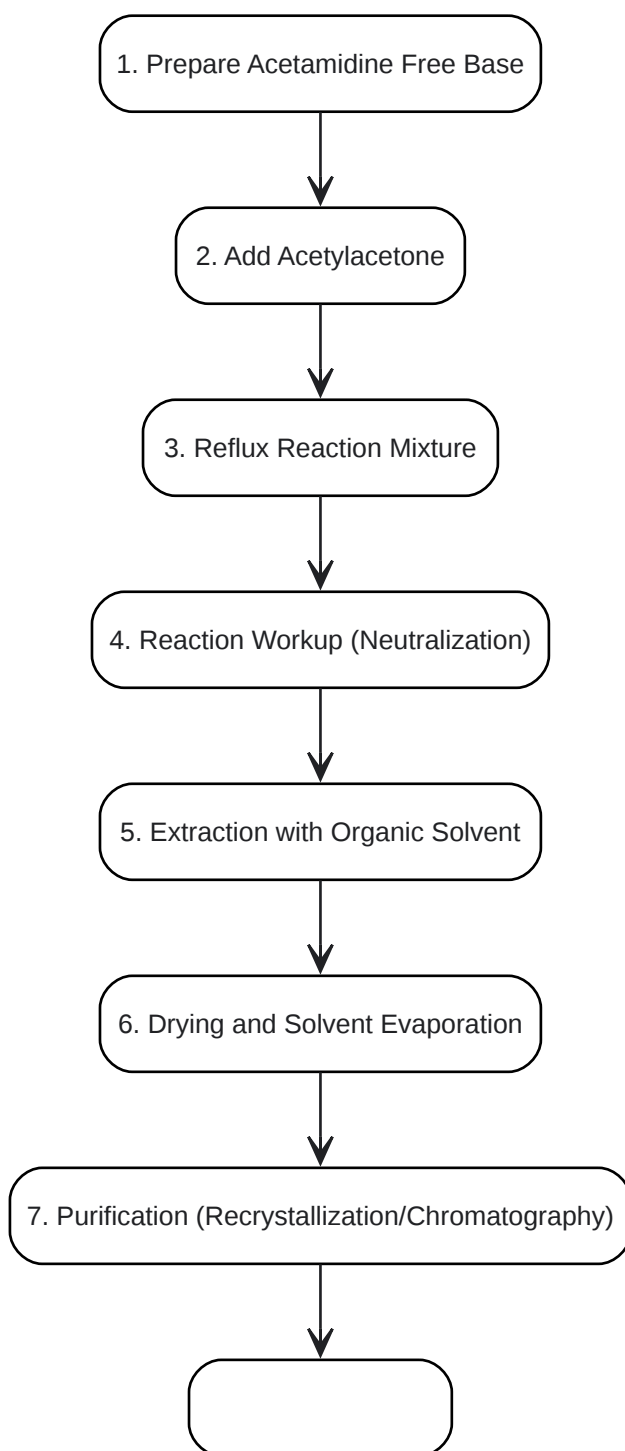 1. Prepare Acetamidine Free Base
2. Add Acetylacetone
3. Reflux Reaction Mixture
4. Reaction Workup (Neutralization)
5. Extraction with Organic Solvent
6. Drying and Solvent Evaporation
7. Purification (Recrystallization/Chromatography)